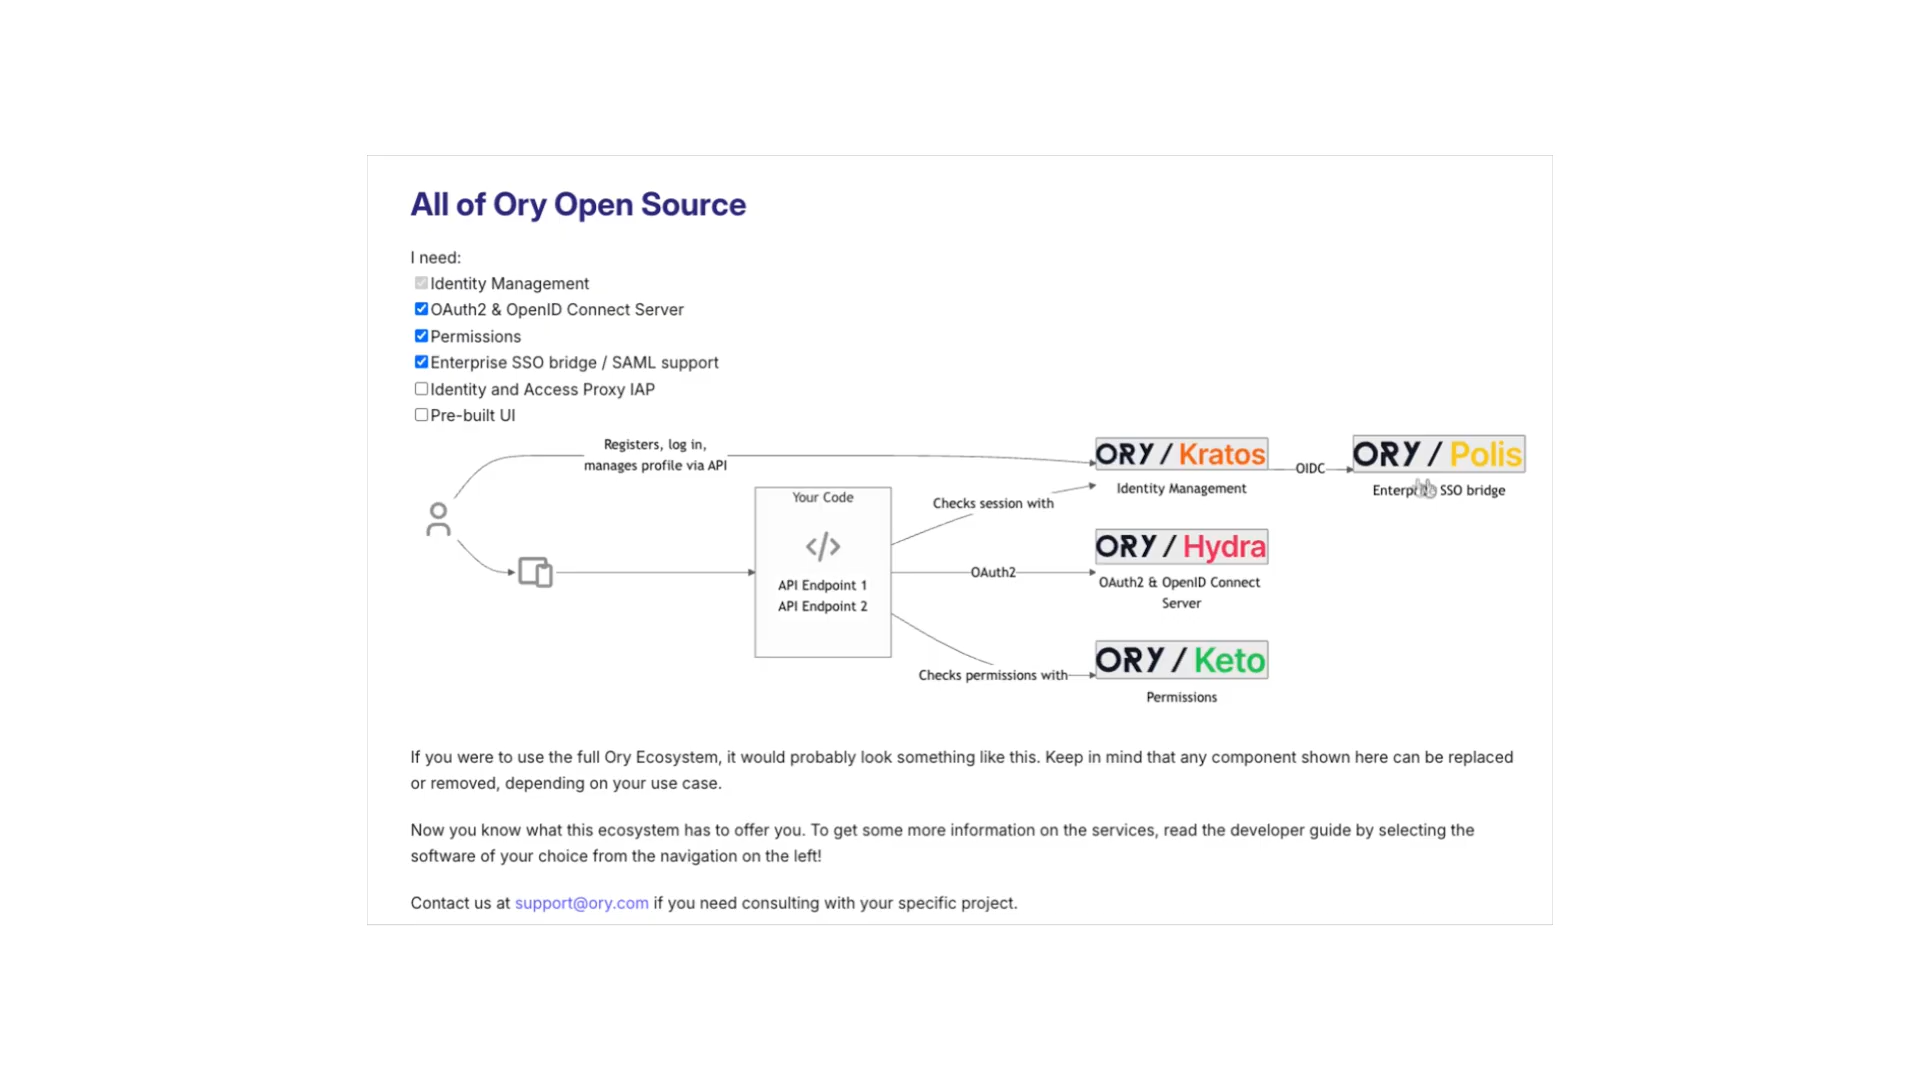 All of Ory Open Source
I need:
Identity Management
OAuth2 & OpenID Connect Server
Permissions
Enterprise SSO bridge / SAML support
Identity and Access Proxy IAP
Pre-built UI
Registers, log in,
manages profile via API
ORY / Kratos
Identity Management
OIDC
ORY / Polis
Enterprise SSO bridge
Your Code
</>
API Endpoint 1
API Endpoint 2
Checks session with
OAuth2
ORY / Hydra
OAuth2 & OpenID Connect
Server
Checks permissions with
ORY / Keto
Permissions
If you were to use the full Ory Ecosystem, it would probably look something like this. Keep in mind that any component shown here can be replaced
or removed, depending on your use case.
Now you know what this ecosystem has to offer you. To get some more information on the services, read the developer guide by selecting the
software of your choice from the navigation on the left!
Contact us at support@ory.com if you need consulting with your specific project.